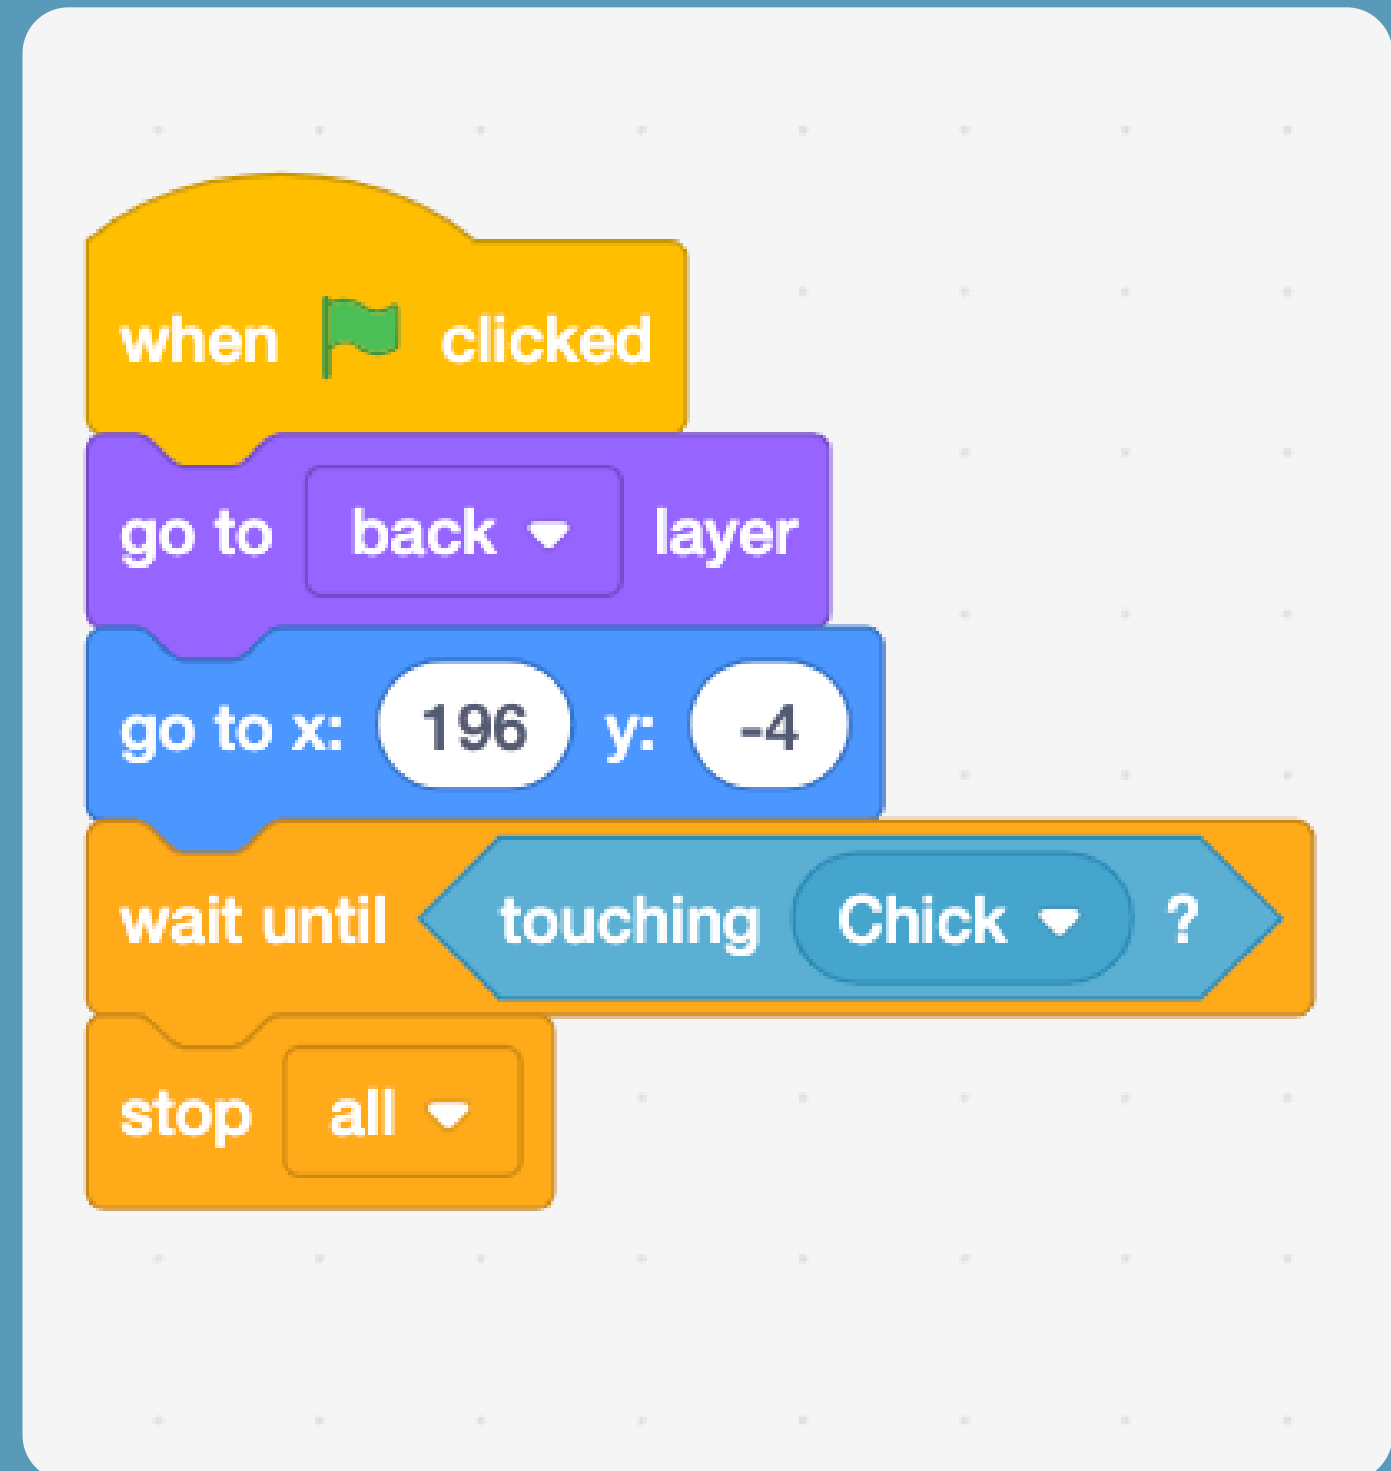 when clicked
go to back layer
go to x: 196 y: -4
wait until touching Chick ?
stop all